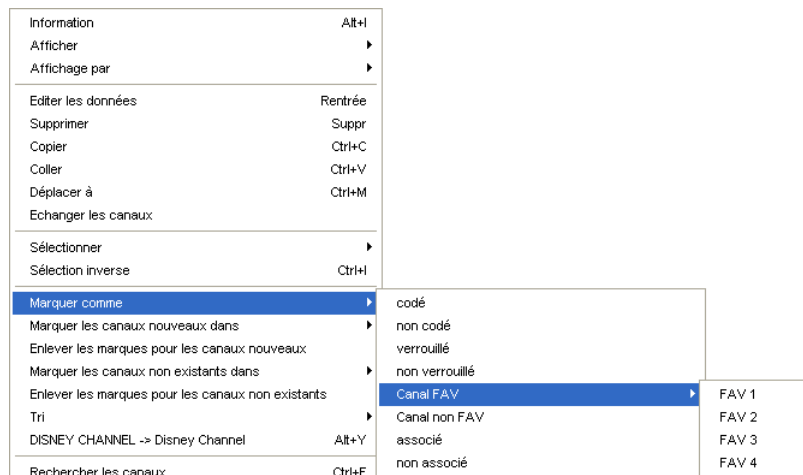 Information Alt+I
Afficher
Affichage par
Editer les données Rentrée
Supprimer Suppr
Copier Ctrl+C
Coller Ctrl+V
Déplacer à Ctrl+M
Echanger les canaux
Sélectionner
Sélection inverse Ctrl+I
Marquer comme
Marquer les canaux nouveaux dans
Enlever les marques pour les canaux nouveaux
Marquer les canaux non existants dans
Enlever les marques pour les canaux non existants
Tri
DISNEY CHANNEL -> Disney Channel Alt+Y
Rechercher les canaux Ctrl+F
codé
non codé
verrouillé
non verrouillé
Canal FAV
Canal non FAV
associé
non associé
FAV 1
FAV 2
FAV 3
FAV 4